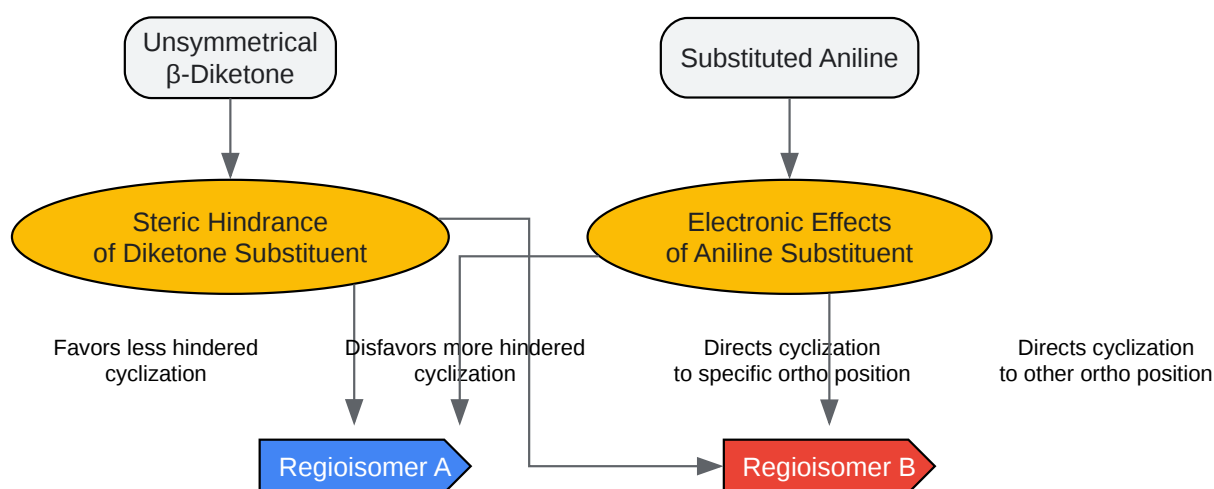 Unsymmetrical
β-Diketone
Substituted Aniline
Steric Hindrance
of Diketone Substituent
Electronic Effects
of Aniline Substituent
Favors less hindered
cyclization
Disfavors more hindered
cyclization
Directs cyclization
to specific ortho position
Directs cyclization
to other ortho position
Regioisomer A
Regioisomer B